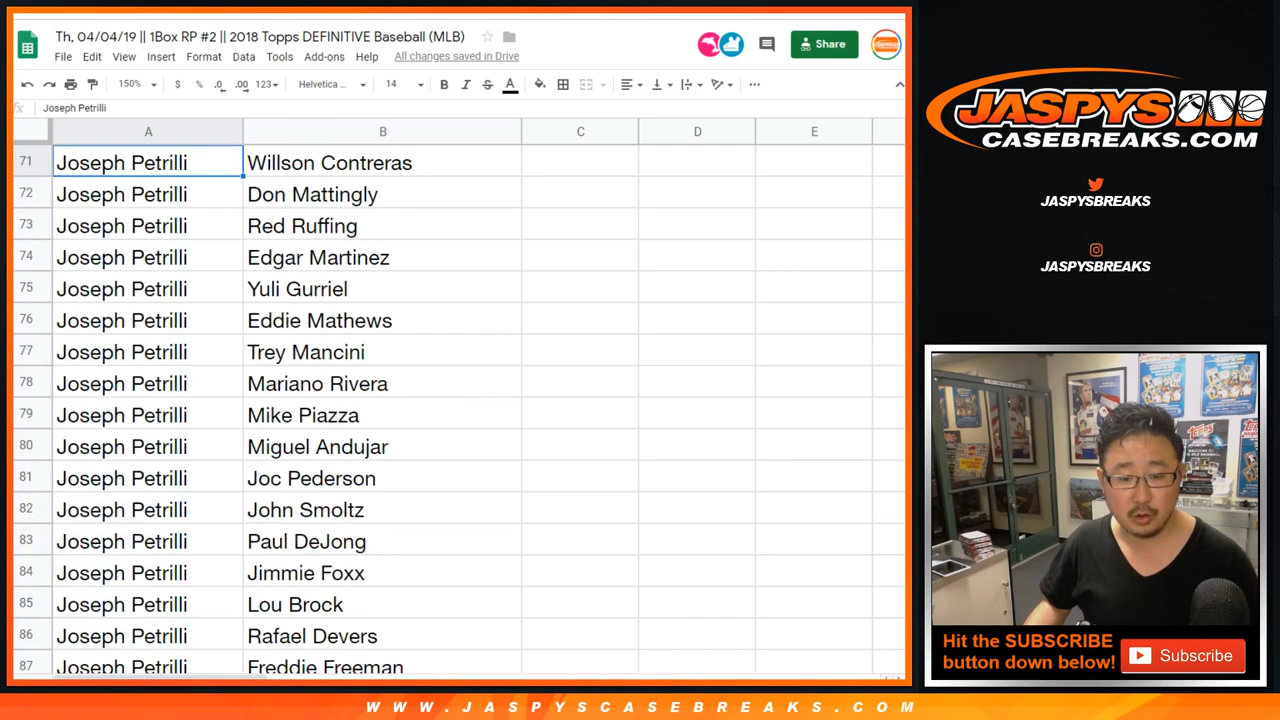 Th, 04/04/19 || 1Box RP #2 || 2018 Topps DEFINITIVE Baseball (MLB)
File Edit View Insert Format Data Tools Add-ons Help All changes saved in Drive
Share
150% $ % .0 .00 123 Helvetica ... 14 B I S A
fx Joseph Petrilli
A B C D E
71 Joseph Petrilli Willson Contreras
72 Joseph Petrilli Don Mattingly
73 Joseph Petrilli Red Ruffing
74 Joseph Petrilli Edgar Martinez
75 Joseph Petrilli Yuli Gurriel
76 Joseph Petrilli Eddie Mathews
77 Joseph Petrilli Trey Mancini
78 Joseph Petrilli Mariano Rivera
79 Joseph Petrilli Mike Piazza
80 Joseph Petrilli Miguel Andujar
81 Joseph Petrilli Joc Pederson
82 Joseph Petrilli John Smoltz
83 Joseph Petrilli Paul DeJong
84 Joseph Petrilli Jimmie Foxx
85 Joseph Petrilli Lou Brock
86 Joseph Petrilli Rafael Devers
87 Joseph Petrilli Freddie Freeman
JASPYS
CASEBREAKS.COM
JASPYSBREAKS
JASPYSBREAKS
Hit the SUBSCRIBE
button down below!
Subscribe
WWW.JASPYSCASEBREAKS.COM